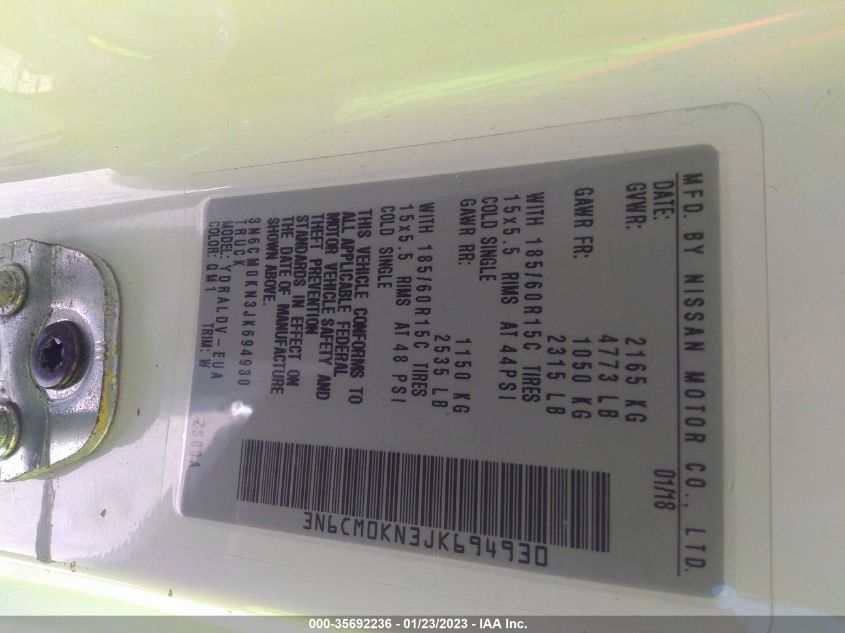 MFD. BY NISSAN MOTOR CO., LTD.
DATE: 01/18
GVWR: 2165 KG
4773 LB
GAWR FR: 1050 KG
2315 LB
WITH 185/60R15C TIRES
15x5.5 RIMS AT 44PSI
COLD SINGLE
GAWR RR: 1150 KG
2535 LB
WITH 185/60R15C TIRES
15x5.5 RIMS AT 48 PSI
COLD SINGLE
THIS VEHICLE CONFORMS TO
ALL APPLICABLE FEDERAL
MOTOR VEHICLE SAFETY AND
THEFT PREVENTION
STANDARDS IN EFFECT ON
THE DATE OF MANUFACTURE
SHOWN ABOVE.
3N6CM0KN3JK694930
TRUCK
MODEL: YDRALDV-EUA
COLOR: QM1 TRIM: W
3N6CM0KN3JK694930
000-35692236 - 01/23/2023 - IAA Inc.